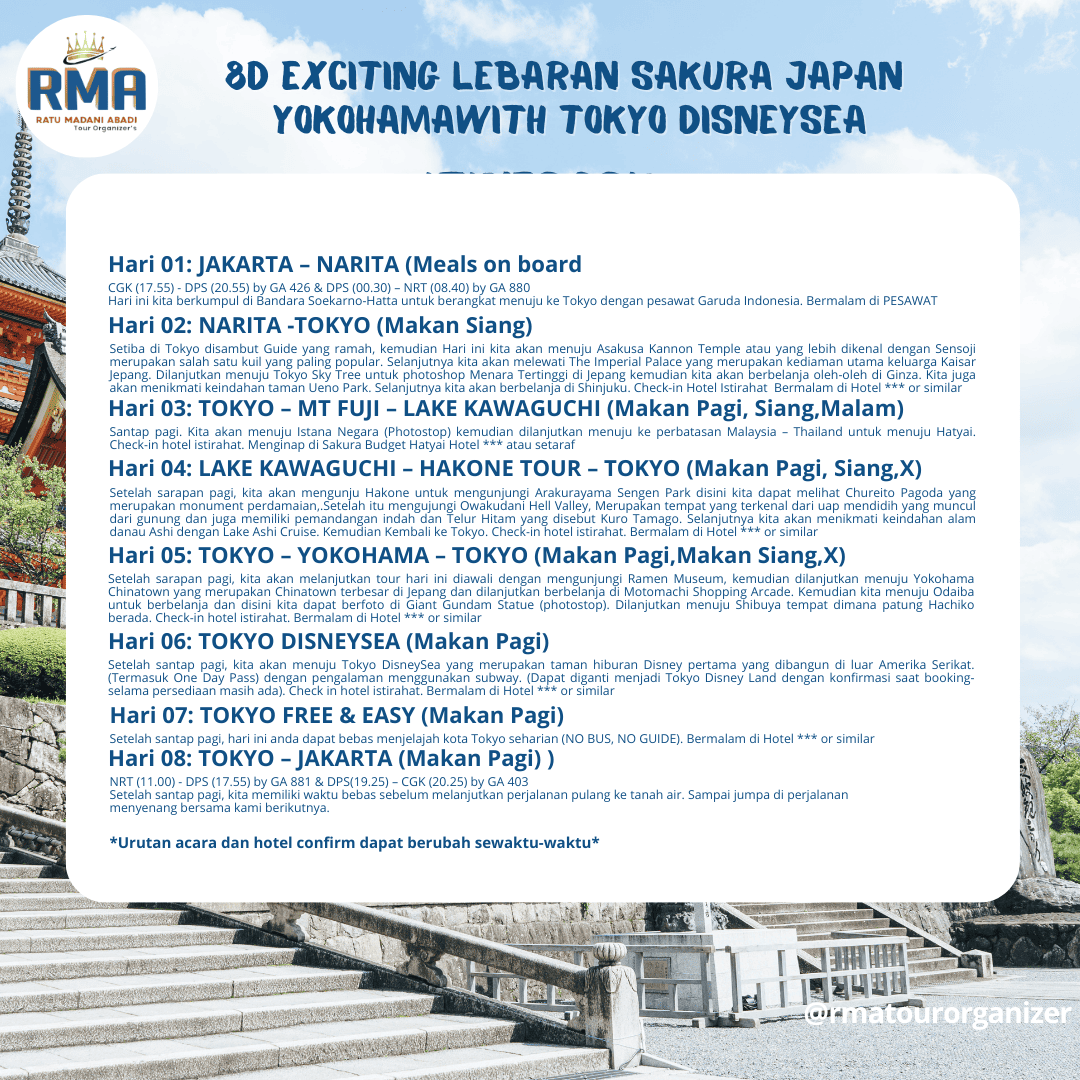 RMA
RATU MADANI ABADI
Tour Organizer's
8D EXCITING LEBARAN SAKURA JAPAN
YOKOHAMAWITH TOKYO DISNEYSEA
Hari 01: JAKARTA – NARITA (Meals on board
CGK (17.55) - DPS (20.55) by GA 426 & DPS (00.30) – NRT (08.40) by GA 880
Hari ini kita berkumpul di Bandara Soekarno-Hatta untuk berangkat menuju ke Tokyo dengan pesawat Garuda Indonesia. Bermalam di PESAWAT
Hari 02: NARITA -TOKYO (Makan Siang)
Setiba di Tokyo disambut Guide yang ramah, kemudian Hari ini kita akan menuju Asakusa Kannon Temple atau yang lebih dikenal dengan Sensoji
merupakan salah satu kuil yang paling popular. Selanjutnya kita akan melewati The Imperial Palace yang merupakan kediaman utama keluarga Kaisar
Jepang. Dilanjutkan menuju Tokyo Sky Tree untuk photoshop Menara Tertinggi di Jepang kemudian kita akan berbelanja oleh-oleh di Ginza. Kita juga
akan menikmati keindahan taman Ueno Park. Selanjutnya kita akan berbelanja di Shinjuku. Check-in Hotel Istirahat Bermalam di Hotel *** or similar
Hari 03: TOKYO – MT FUJI – LAKE KAWAGUCHI (Makan Pagi, Siang,Malam)
Santap pagi. Kita akan menuju Istana Negara (Photostop) kemudian dilanjutkan menuju ke perbatasan Malaysia – Thailand untuk menuju Hatyai.
Check-in hotel istirahat. Menginap di Sakura Budget Hatyai Hotel *** atau setaraf
Hari 04: LAKE KAWAGUCHI – HAKONE TOUR – TOKYO (Makan Pagi, Siang,X)
Setelah sarapan pagi, kita akan mengunju Hakone untuk mengunjungi Arakurayama Sengen Park disini kita dapat melihat Chureito Pagoda yang
merupakan monument perdamaian,.Setelah itu mengujungi Owakudani Hell Valley, Merupakan tempat yang terkenal dari uap mendidih yang muncul
dari gunung dan juga memiliki pemandangan indah dan Telur Hitam yang disebut Kuro Tamago. Selanjutnya kita akan menikmati keindahan alam
danau Ashi dengan Lake Ashi Cruise. Kemudian Kembali ke Tokyo. Check-in hotel istirahat. Bermalam di Hotel *** or similar
Hari 05: TOKYO – YOKOHAMA – TOKYO (Makan Pagi,Makan Siang,X)
Setelah sarapan pagi, kita akan melanjutkan tour hari ini diawali dengan mengunjungi Ramen Museum, kemudian dilanjutkan menuju Yokohama
Chinatown yang merupakan Chinatown terbesar di Jepang dan dilanjutkan berbelanja di Motomachi Shopping Arcade. Kemudian kita menuju Odaiba
untuk berbelanja dan disini kita dapat berfoto di Giant Gundam Statue (photostop). Dilanjutkan menuju Shibuya tempat dimana patung Hachiko
berada. Check-in hotel istirahat. Bermalam di Hotel *** or similar
Hari 06: TOKYO DISNEYSEA (Makan Pagi)
Setelah santap pagi, kita akan menuju Tokyo DisneySea yang merupakan taman hiburan Disney pertama yang dibangun di luar Amerika Serikat.
(Termasuk One Day Pass) dengan pengalaman menggunakan subway. (Dapat diganti menjadi Tokyo Disney Land dengan konfirmasi saat booking-
selama persediaan masih ada). Check in hotel istirahat. Bermalam di Hotel *** or similar
Hari 07: TOKYO FREE & EASY (Makan Pagi)
Setelah santap pagi, hari ini anda dapat bebas menjelajah kota Tokyo seharian (NO BUS, NO GUIDE). Bermalam di Hotel *** or similar
Hari 08: TOKYO – JAKARTA (Makan Pagi) )
NRT (11.00) - DPS (17.55) by GA 881 & DPS(19.25) – CGK (20.25) by GA 403
Setelah santap pagi, kita memiliki waktu bebas sebelum melanjutkan perjalanan pulang ke tanah air. Sampai jumpa di perjalanan
menyenang bersama kami berikutnya.
*Urutan acara dan hotel confirm dapat berubah sewaktu-waktu*
@rmatourorganizer